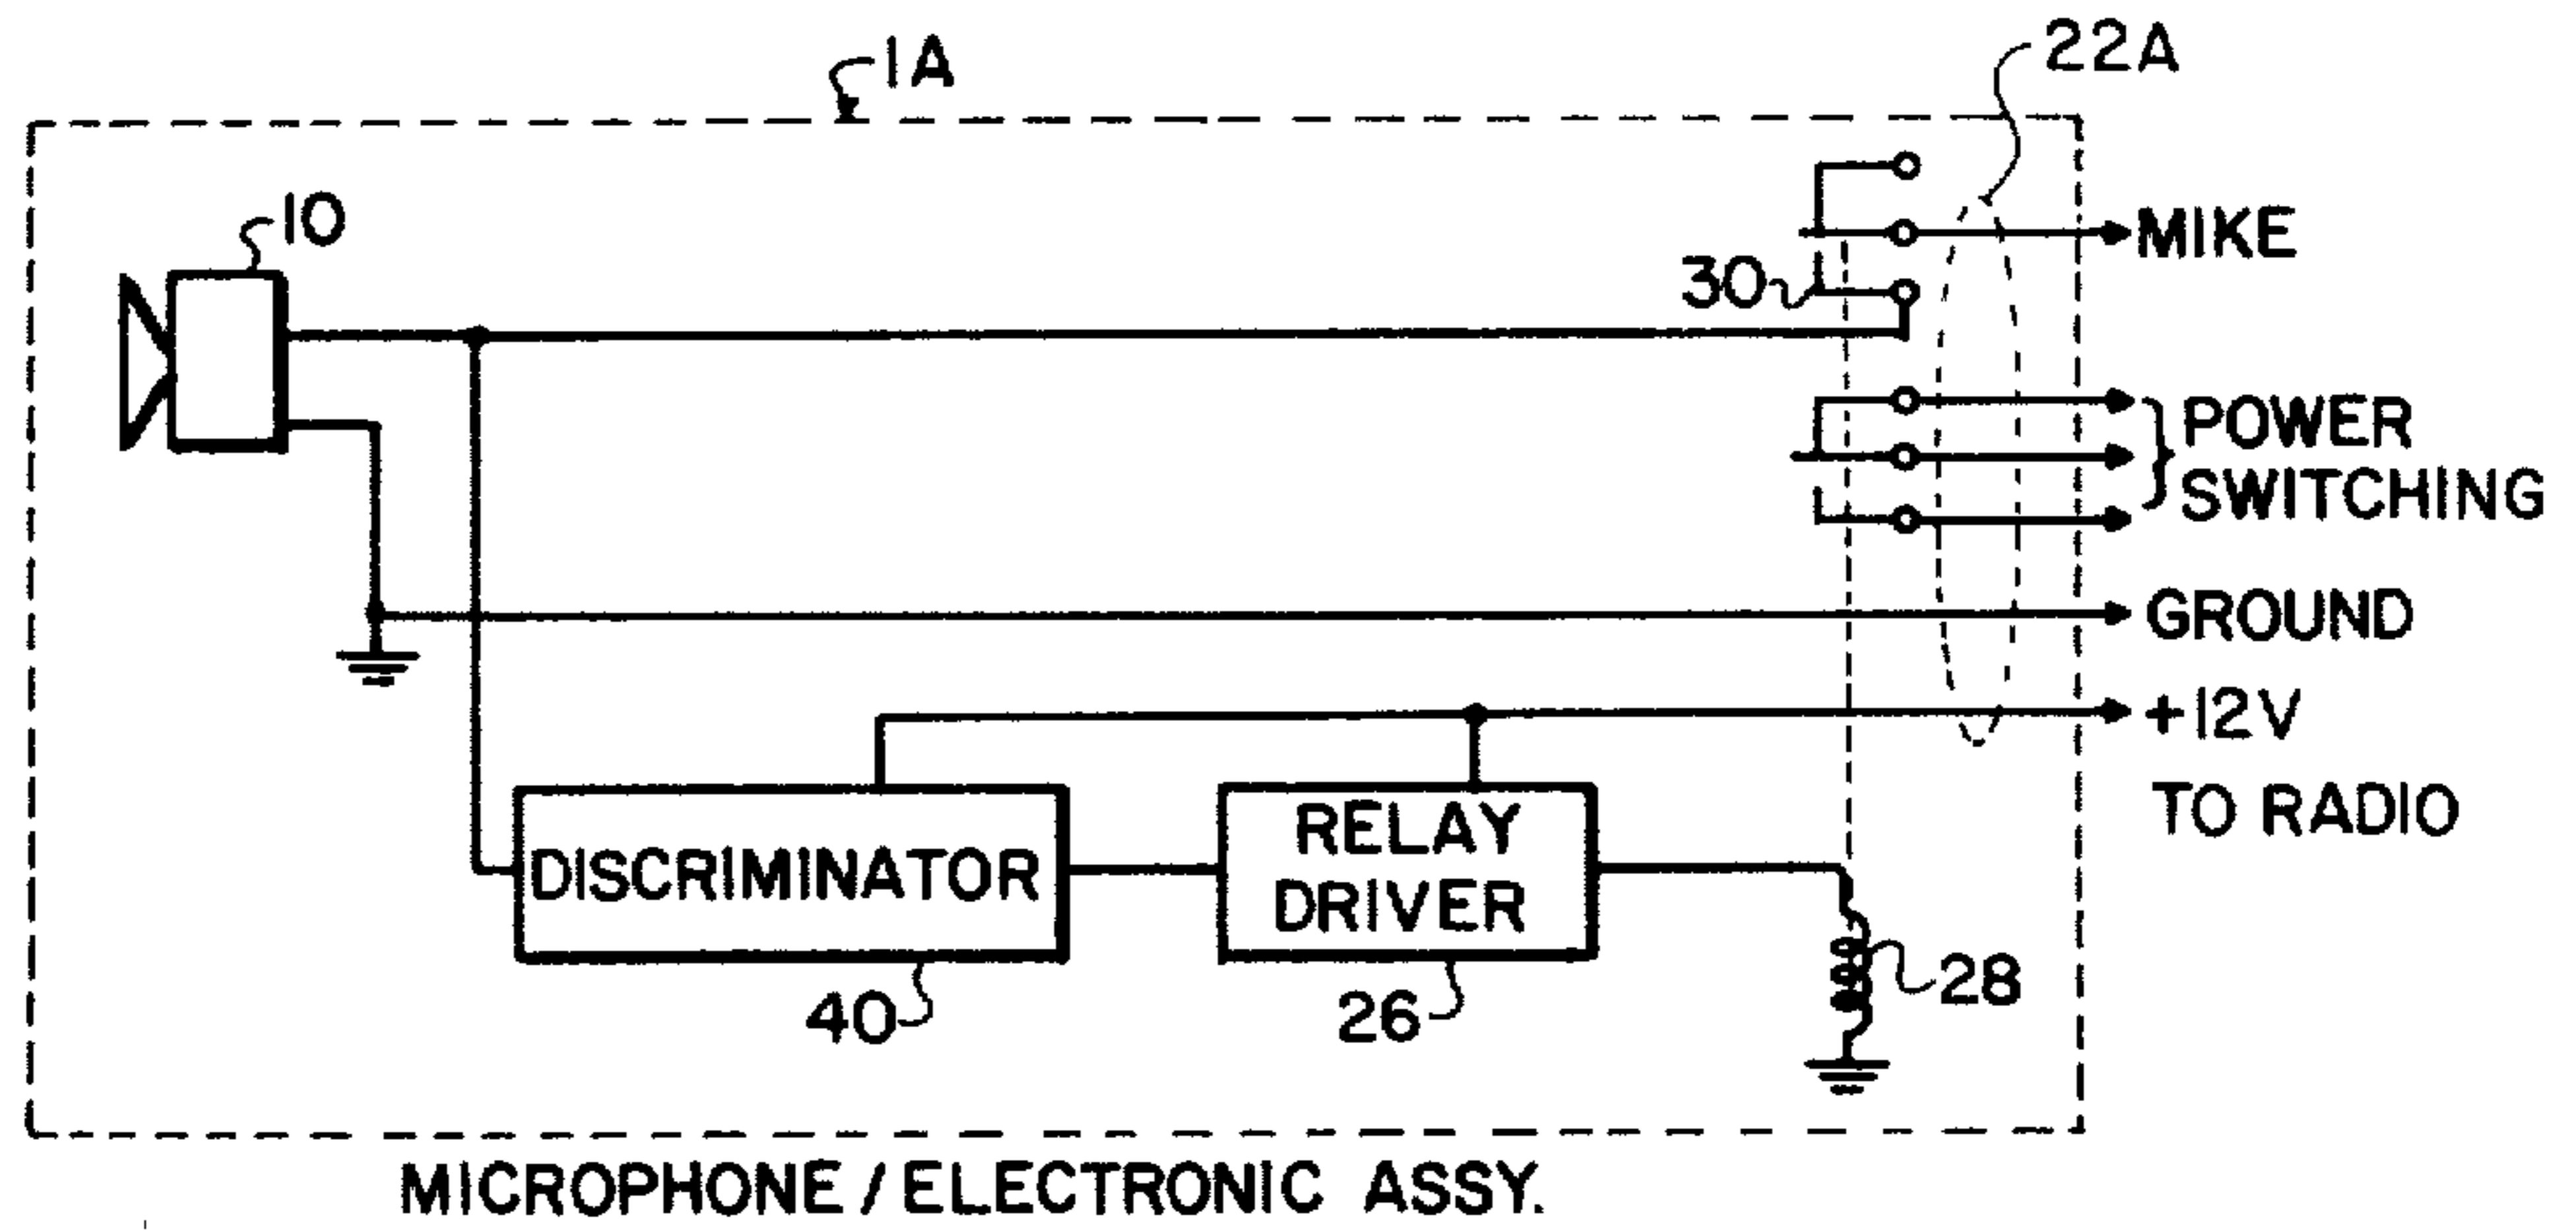 1A
22A
10
MIKE
30
POWER
SWITCHING
GROUND
+12V
TO RADIO
DISCRIMINATOR
RELAY
DRIVER
40
26
28
MICROPHONE / ELECTRONIC ASSY.